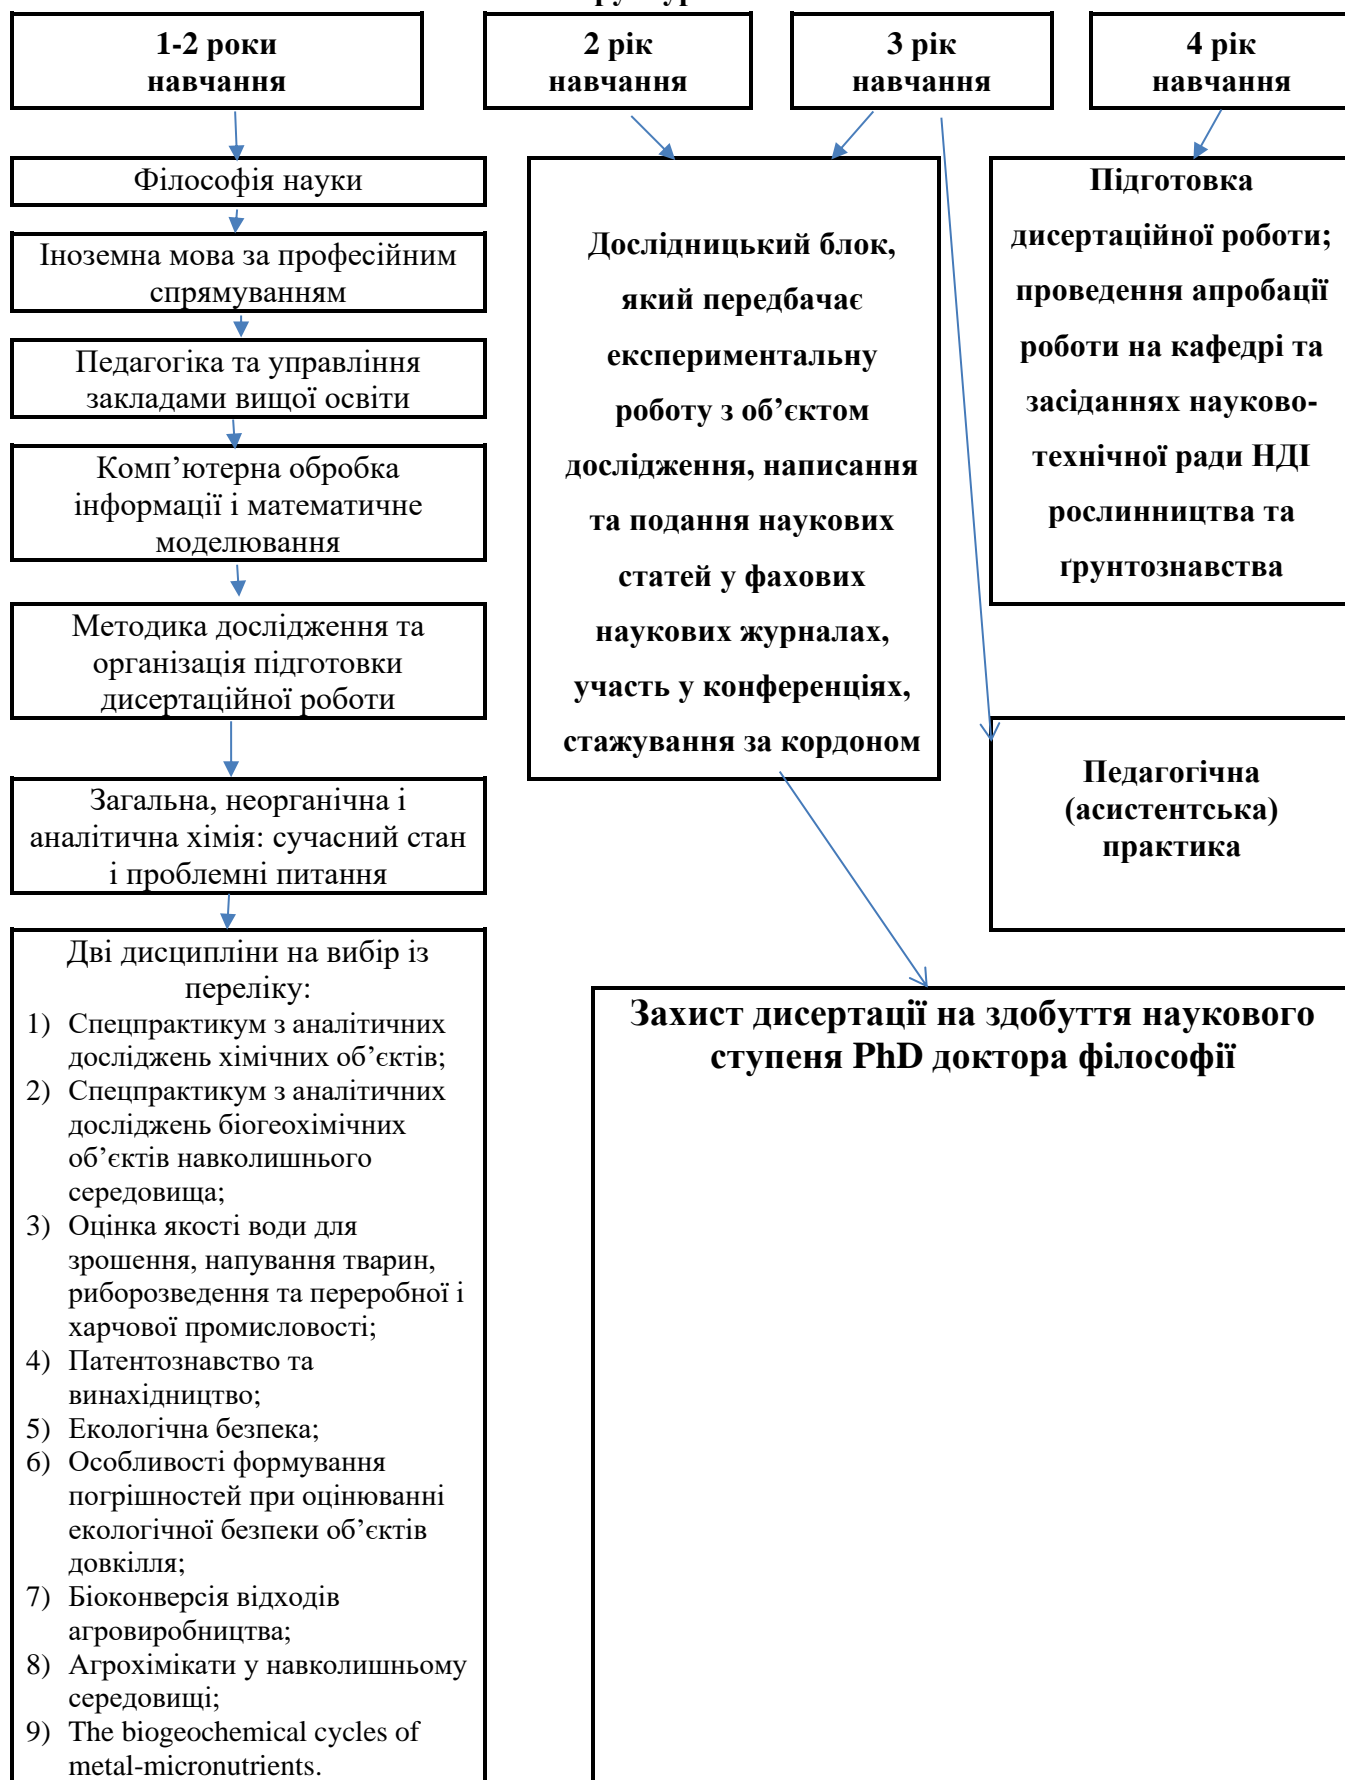 1-2 роки
навчання
2 рік
навчання
3 рік
навчання
4 рік
навчання
Філософія науки
Іноземна мова за професійним
спрямуванням
Педагогіка та управління
закладами вищої освіти
Комп’ютерна обробка
інформації і математичне
моделювання
Методика дослідження та
організація підготовки
дисертаційної роботи
Загальна, неорганічна і
аналітична хімія: сучасний стан
і проблемні питання
Дві дисципліни на вибір із
переліку:
1) Спецпрактикум з аналітичних
досліджень хімічних об’єктів;
2) Спецпрактикум з аналітичних
досліджень біогеохімічних
об’єктів навколишнього
середовища;
3) Оцінка якості води для
зрошення, напування тварин,
риборозведення та переробної і
харчової промисловості;
4) Патентознавство та
винахідництво;
5) Екологічна безпека;
6) Особливості формування
погрішностей при оцінюванні
екологічної безпеки об’єктів
довкілля;
7) Біоконверсія відходів
агровиробництва;
8) Агрохімікати у навколишньому
середовищі;
9) The biogeochemical cycles of
metal-micronutrients.
Дослідницький блок,
який передбачає
експериментальну
роботу з об’єктом
дослідження, написання
та подання наукових
статей у фахових
наукових журналах,
участь у конференціях,
стажування за кордоном
Підготовка
дисертаційної роботи;
проведення апробації
роботи на кафедрі та
засіданнях науково-
технічної ради НДІ
рослинництва та
ґрунтознавства
Педагогічна
(асистентська)
практика
Захист дисертації на здобуття наукового
ступеня PhD доктора філософії